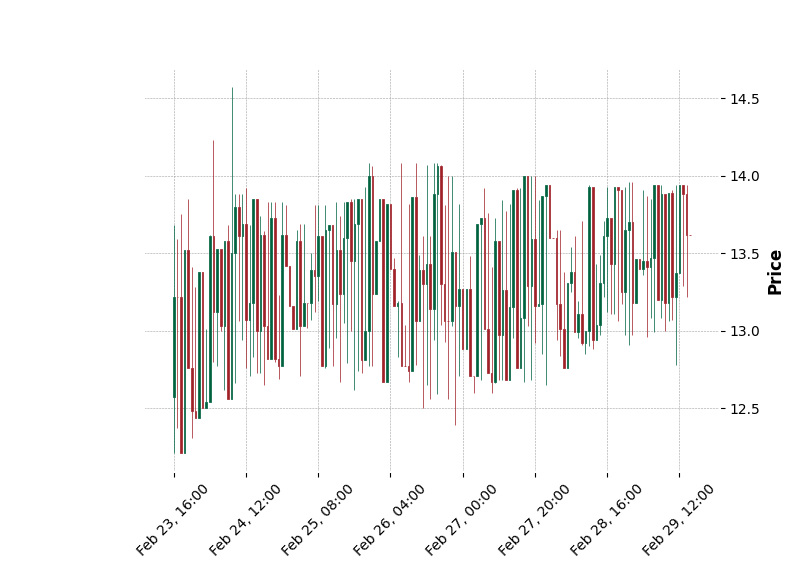 14.5
14.0
13.5
13.0
12.5
Price
Feb 23, 16:00
Feb 24, 12:00
Feb 25, 08:00
Feb 26, 04:00
Feb 27, 00:00
Feb 27, 20:00
Feb 28, 16:00
Feb 29, 12:00